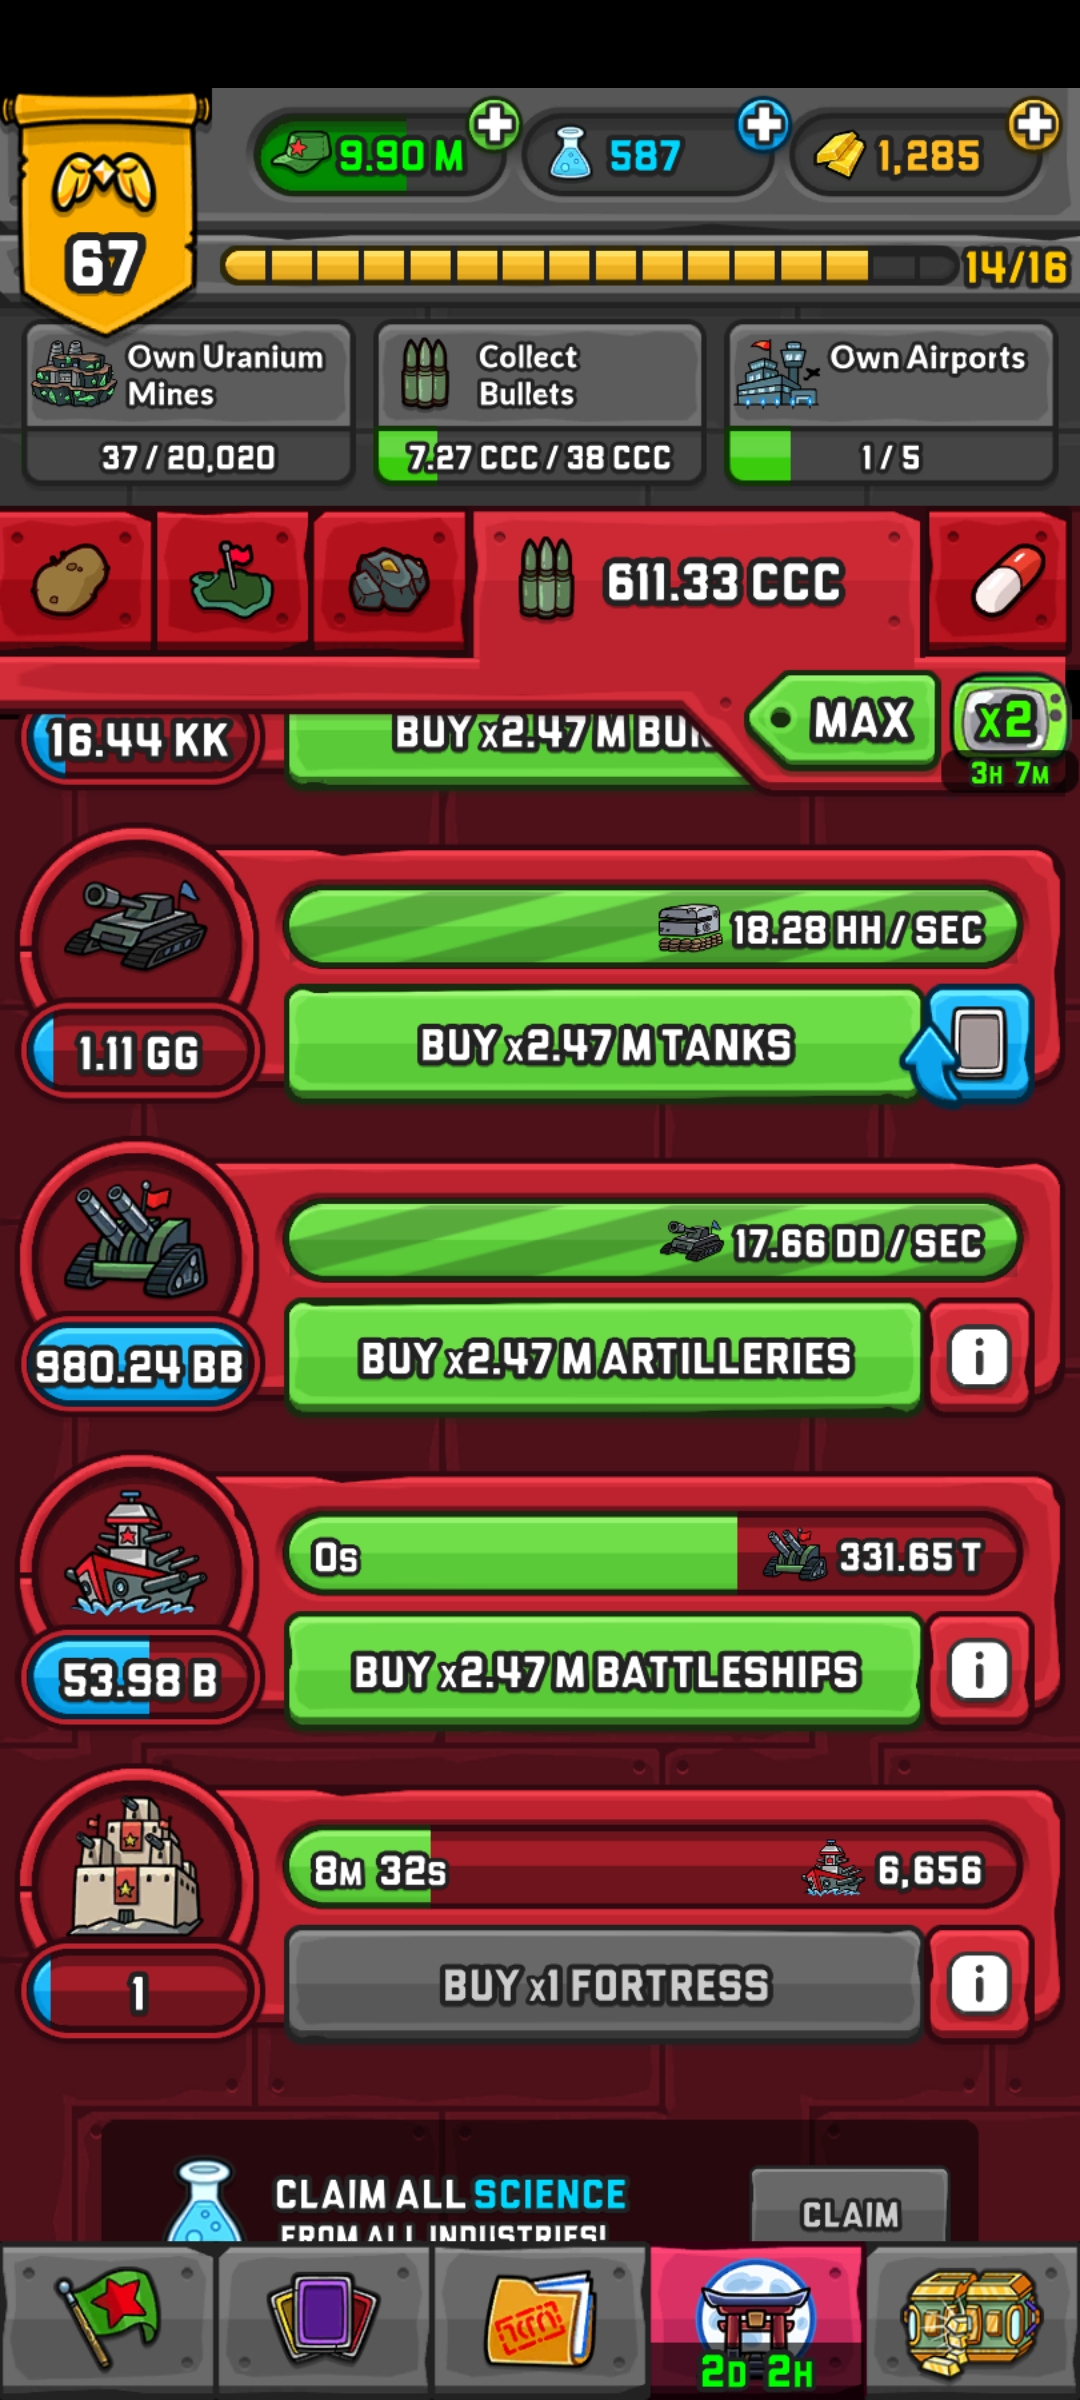 9.90 M
587
1,285
67
14/16
Own Uranium
Mines
37 / 20,020
Collect
Bullets
7.27 CCC / 38 CCC
Own Airports
1 / 5
611.33 CCC
MAX
x2
3H 7M
16.44 KK
BUY x2.47 M
18.28 HH / SEC
1.11 GG
BUY x2.47 M TANKS
17.66 DD / SEC
980.24 BB
BUY x2.47 M ARTILLERIES
i
0s
331.65 T
53.98 B
BUY x2.47 M BATTLESHIPS
i
8M 32s
6,656
1
BUY x1 FORTRESS
i
CLAIM ALL SCIENCE
FROM ALL INDUSTRIES!
CLAIM
2D 2H